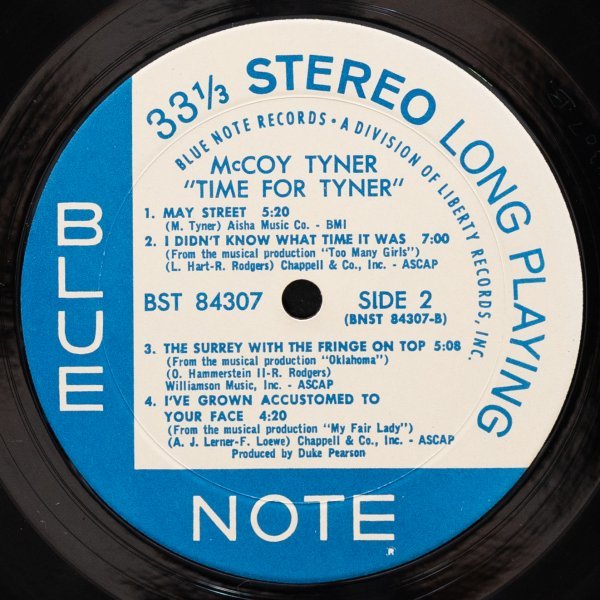 33⅓ STEREO LONG PLAYING
BLUE NOTE RECORDS • A DIVISION OF LIBERTY RECORDS, INC.
McCOY TYNER
"TIME FOR TYNER"
1. MAY STREET 5:20
(M. Tyner) Aisha Music Co. - BMI
2. I DIDN'T KNOW WHAT TIME IT WAS 7:00
(From the musical production "Too Many Girls")
(L. Hart-R. Rodgers) Chappell & Co., Inc. - ASCAP
BST 84307 SIDE 2
(BNST 84307-B)
3. THE SURREY WITH THE FRINGE ON TOP 5:08
(From the musical production "Oklahoma")
(O. Hammerstein II-R. Rodgers)
Williamson Music, Inc. - ASCAP
4. I'VE GROWN ACCUSTOMED TO
YOUR FACE 4:20
(From the musical production "My Fair Lady")
(A. J. Lerner-F. Loewe) Chappell & Co., Inc. - ASCAP
Produced by Duke Pearson
BLUE
NOTE